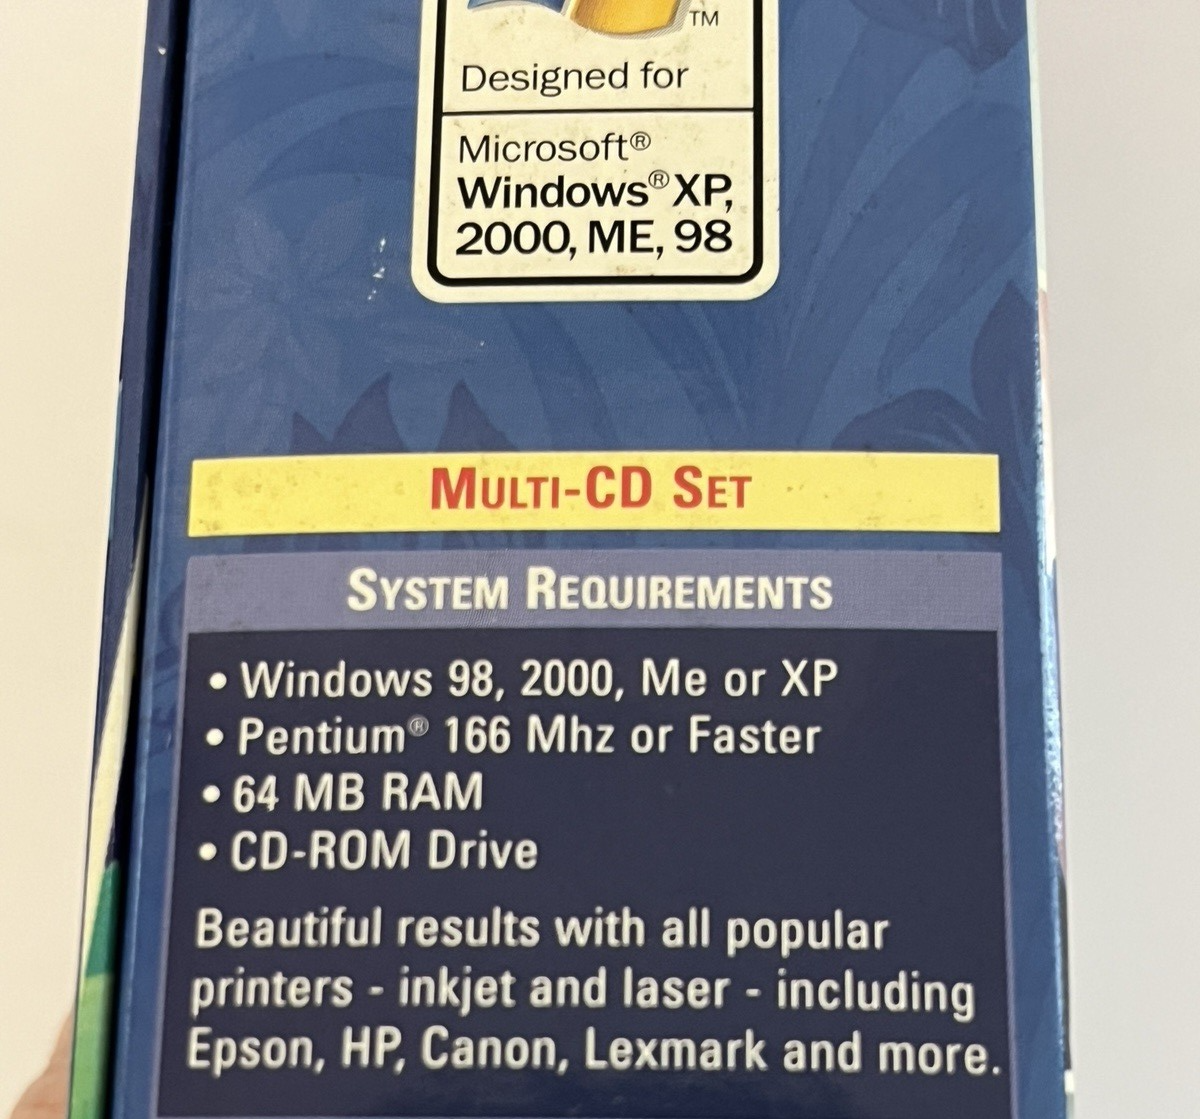 TM
Designed for
Microsoft®
Windows® XP,
2000, ME, 98
MULTI-CD SET
SYSTEM REQUIREMENTS
• Windows 98, 2000, Me or XP
• Pentium® 166 Mhz or Faster
• 64 MB RAM
• CD-ROM Drive
Beautiful results with all popular
printers - inkjet and laser - including
Epson, HP, Canon, Lexmark and more.